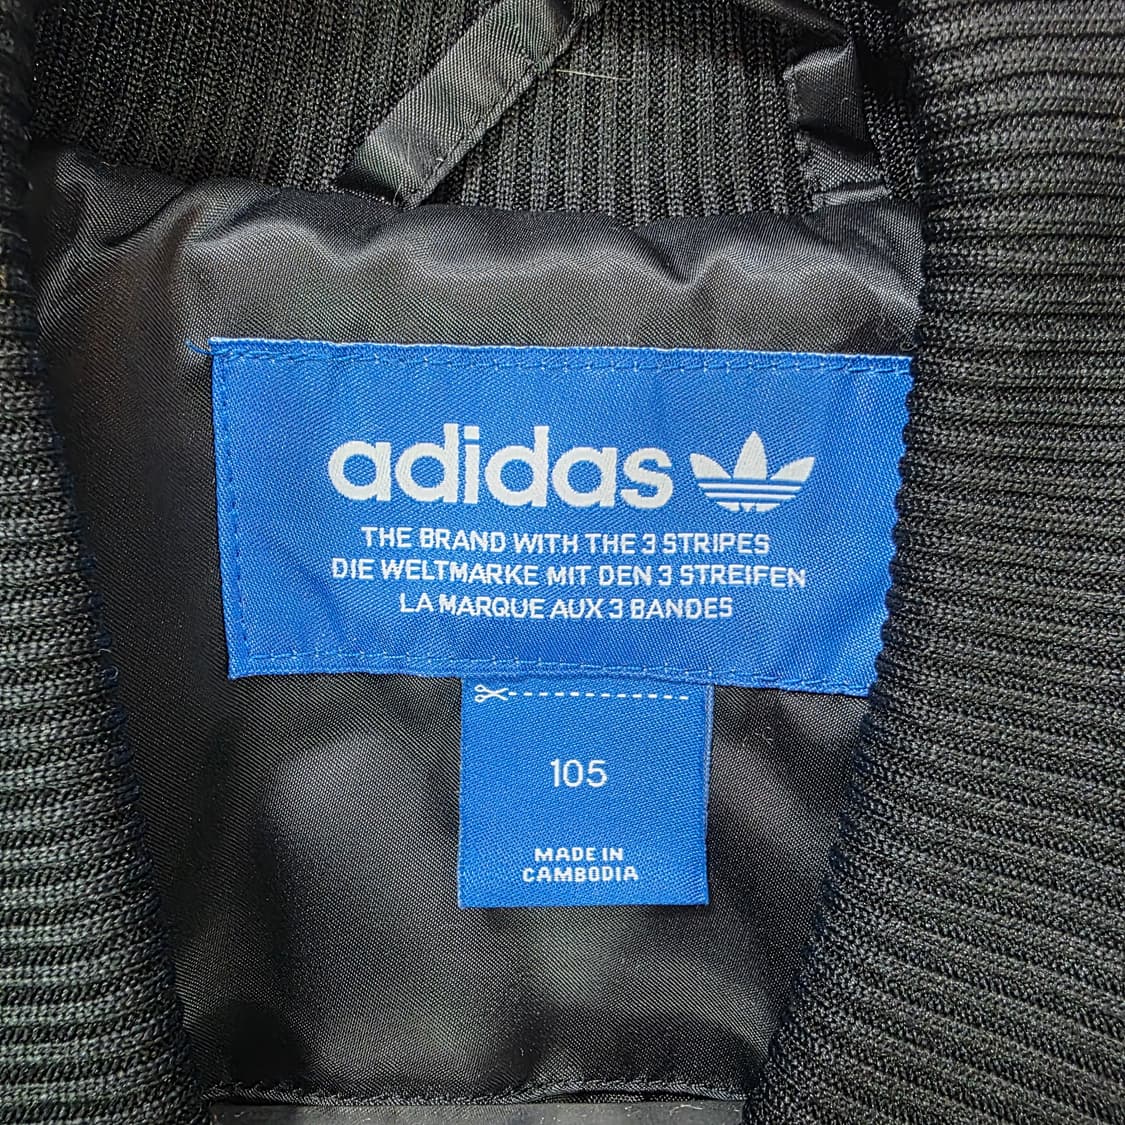 adidas
THE BRAND WITH THE 3 STRIPES
DIE WELTMARKE MIT DEN 3 STREIFEN
LA MARQUE AUX 3 BANDES
105
MADE IN
CAMBODIA